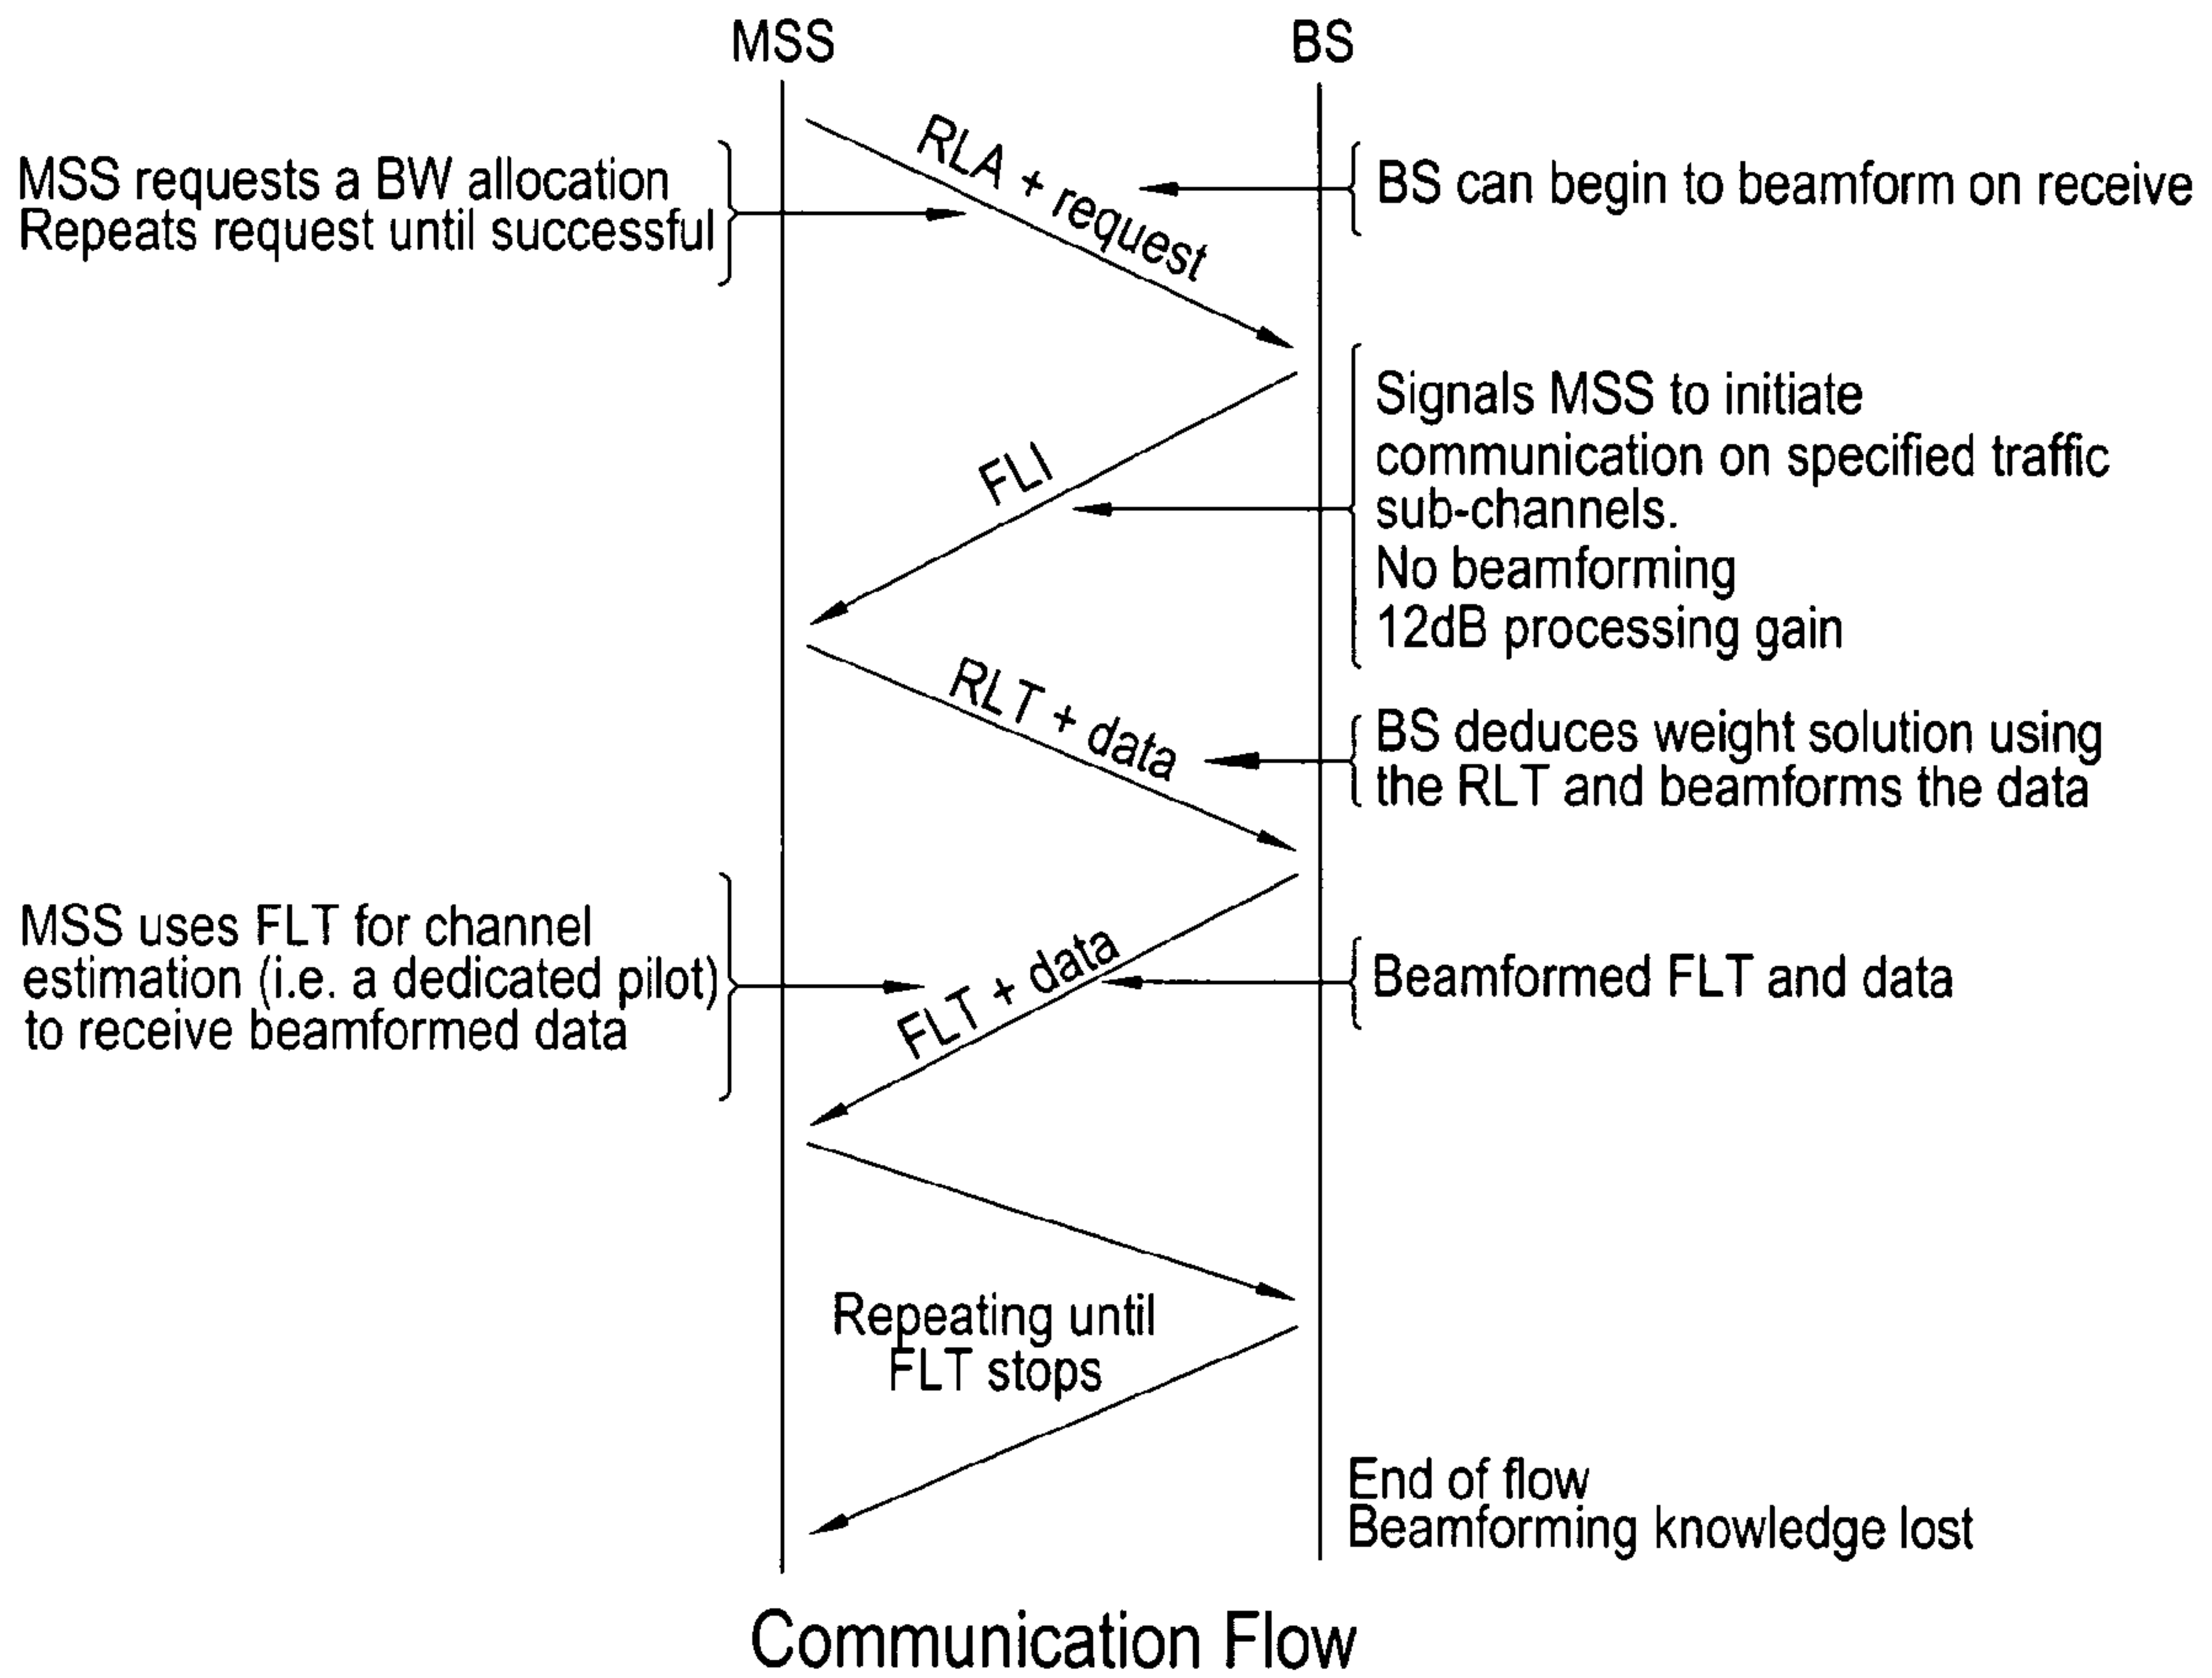 MSS
BS
RLA + request
MSS requests a BW allocation
Repeats request until successful
BS can begin to beamform on receive
FLI
Signals MSS to initiate
communication on specified traffic
sub-channels.
No beamforming
12dB processing gain
RLT + data
BS deduces weight solution using
the RLT and beamforms the data
MSS uses FLT for channel
estimation (i.e. a dedicated pilot)
to receive beamformed data
FLT + data
Beamformed FLT and data
Repeating until
FLT stops
End of flow
Beamforming knowledge lost
Communication Flow